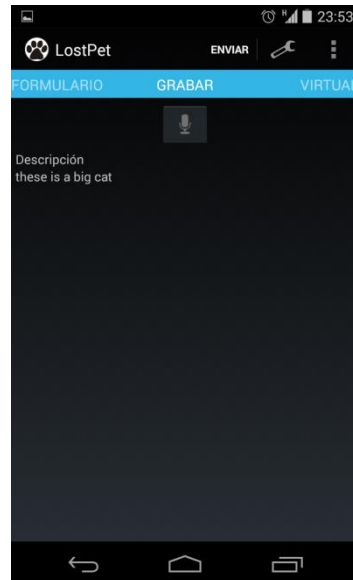 H 23:53
LostPet ENVIAR
FORMULARIO GRABAR VIRTUAL
Descripción
these is a big cat